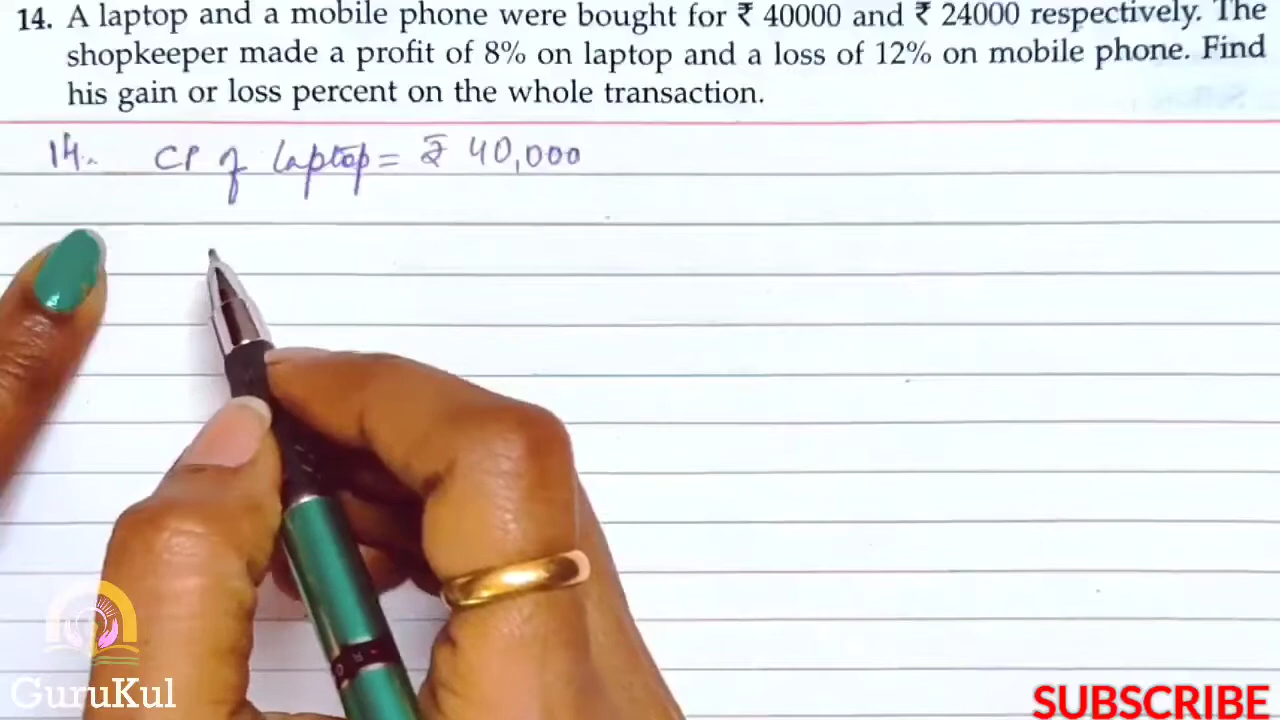 14. A laptop and a mobile phone were bought for ₹ 40000 and ₹ 24000 respectively. The
shopkeeper made a profit of 8% on laptop and a loss of 12% on mobile phone. Find
his gain or loss percent on the whole transaction.
14. CP of laptop = ₹ 40,000
GuruKul
SUBSCRIBE